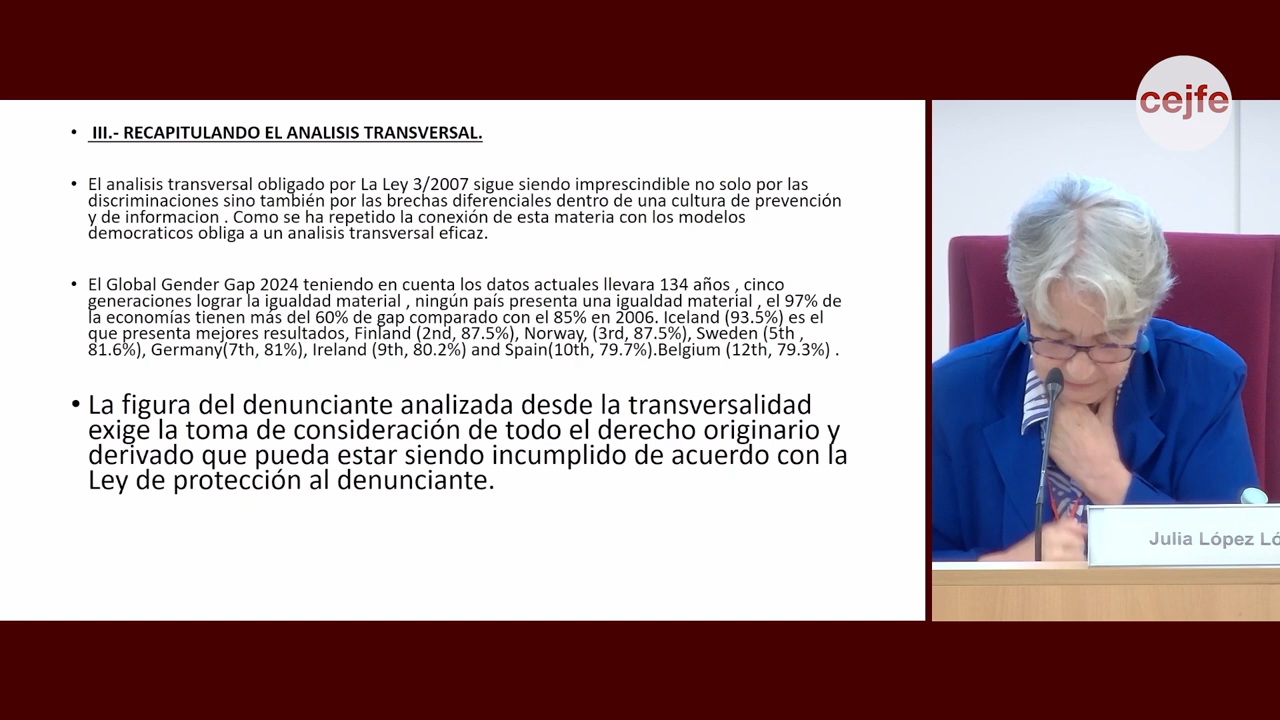 cejfe
• III.- RECAPITULANDO EL ANALISIS TRANSVERSAL.
• El analisis transversal obligado por La Ley 3/2007 sigue siendo imprescindible no solo por las
discriminaciones sino también por las brechas diferenciales dentro de una cultura de prevención
y de informacion . Como se ha repetido la conexión de esta materia con los modelos
democraticos obliga a un analisis transversal eficaz.
• El Global Gender Gap 2024 teniendo en cuenta los datos actuales llevara 134 años , cinco
generaciones lograr la igualdad material , ningún país presenta una igualdad material , el 97% de
la economías tienen más del 60% de gap comparado con el 85% en 2006. Iceland (93.5%) es el
que presenta mejores resultados, Finland (2nd, 87.5%), Norway, (3rd, 87.5%), Sweden (5th ,
81.6%), Germany(7th, 81%), Ireland (9th, 80.2%) and Spain(10th, 79.7%).Belgium (12th, 79.3%) .
• La figura del denunciante analizada desde la transversalidad
exige la toma de consideración de todo el derecho originario y
derivado que pueda estar siendo incumplido de acuerdo con la
Ley de protección al denunciante.
Julia López Ló